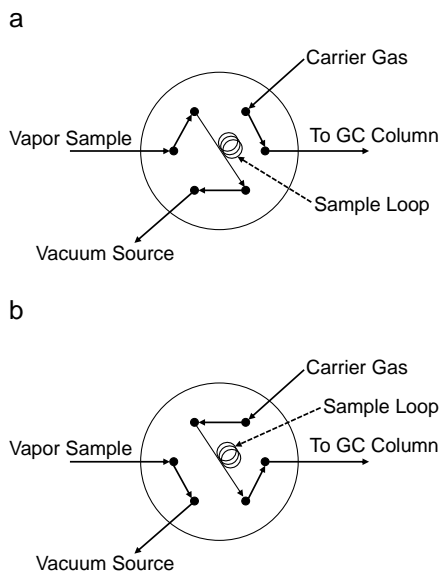 a
Carrier Gas
Vapor Sample
To GC Column
Sample Loop
Vacuum Source
b
Carrier Gas
Sample Loop
Vapor Sample
To GC Column
Vacuum Source